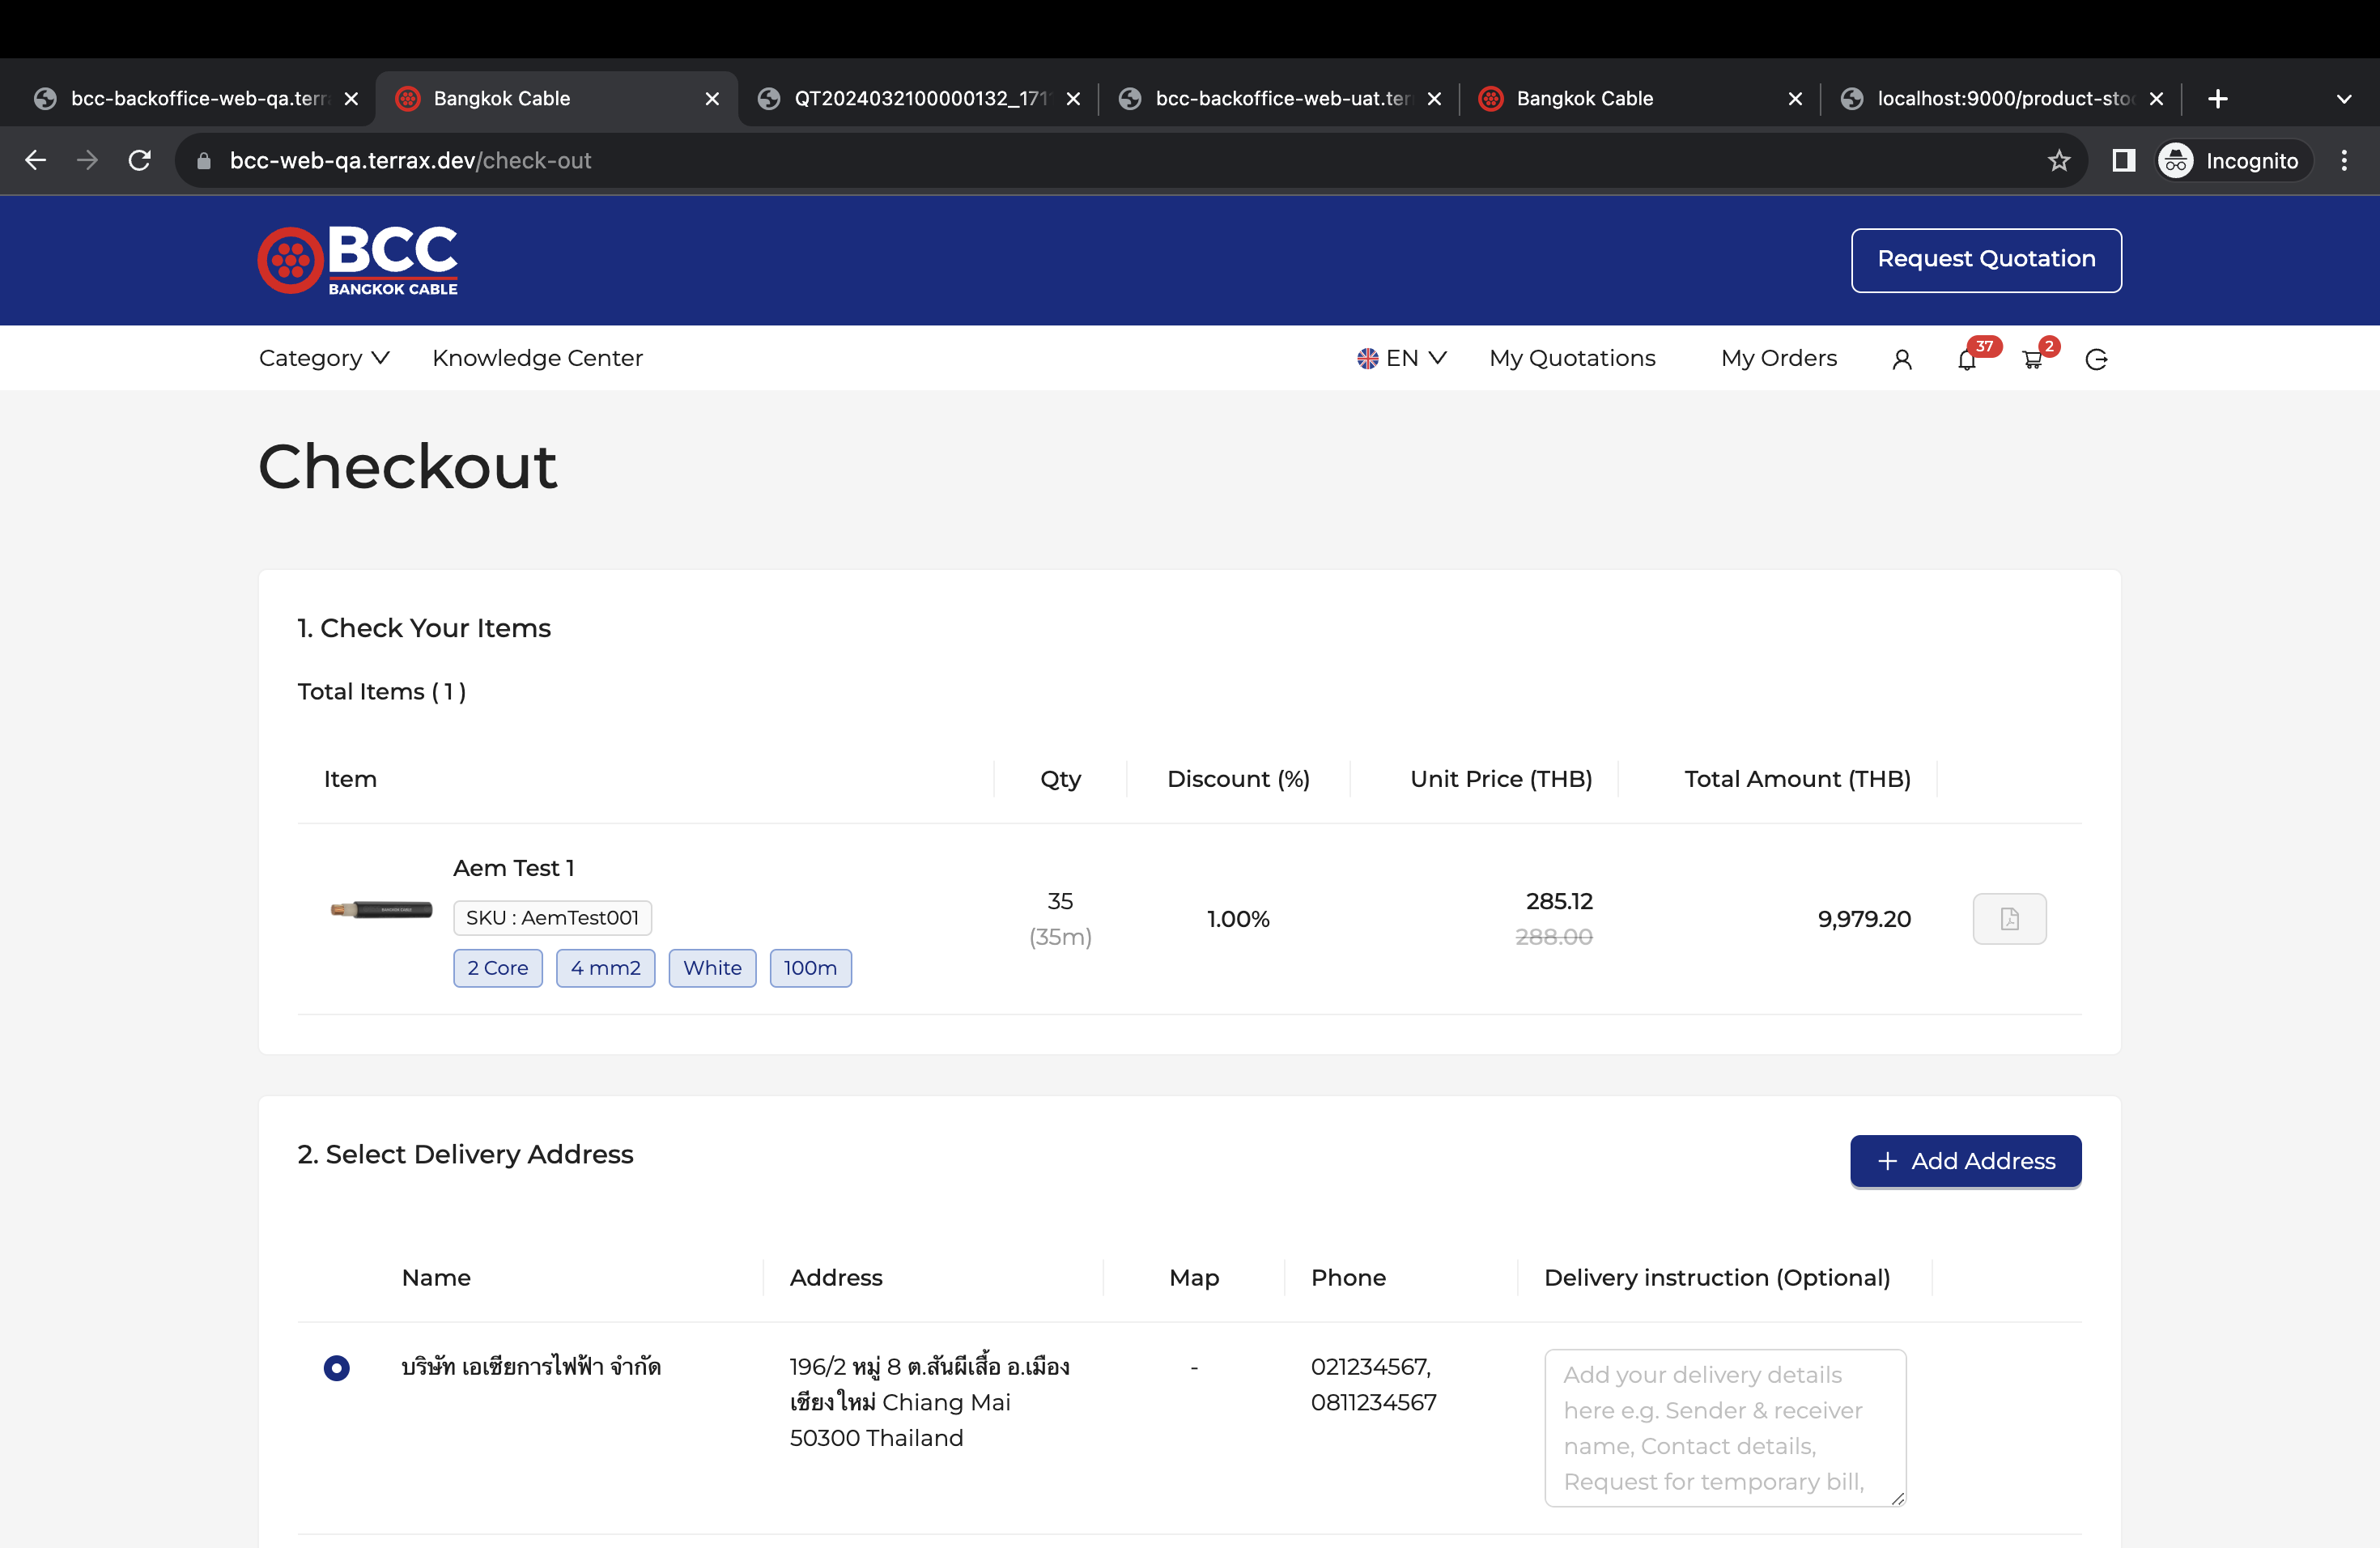 bcc-backoffice-web-qa.terr
Bangkok Cable
QT2024032100000132_171
bcc-backoffice-web-uat.ter
Bangkok Cable
localhost:9000/product-sto
bcc-web-qa.terrax.dev/check-out
Incognito
BCC
BANGKOK CABLE
Request Quotation
Category
Knowledge Center
EN
My Quotations
My Orders
37
2
Checkout
1. Check Your Items
Total Items ( 1 )
Item Qty Discount (%) Unit Price (THB) Total Amount (THB)
Aem Test 1
SKU : AemTest001
2 Core 4 mm2 White 100m
35
(35m)
1.00%
285.12
288.00
9,979.20
2. Select Delivery Address
+ Add Address
Name Address Map Phone Delivery instruction (Optional)
บริษัท เอเชียการไฟฟ้า จำกัด
196/2 หมู่ 8 ต.สันผีเสื้อ อ.เมือง
เชียงใหม่ Chiang Mai
50300 Thailand
-
021234567,
0811234567
Add your delivery details
here e.g. Sender & receiver
name, Contact details,
Request for temporary bill,